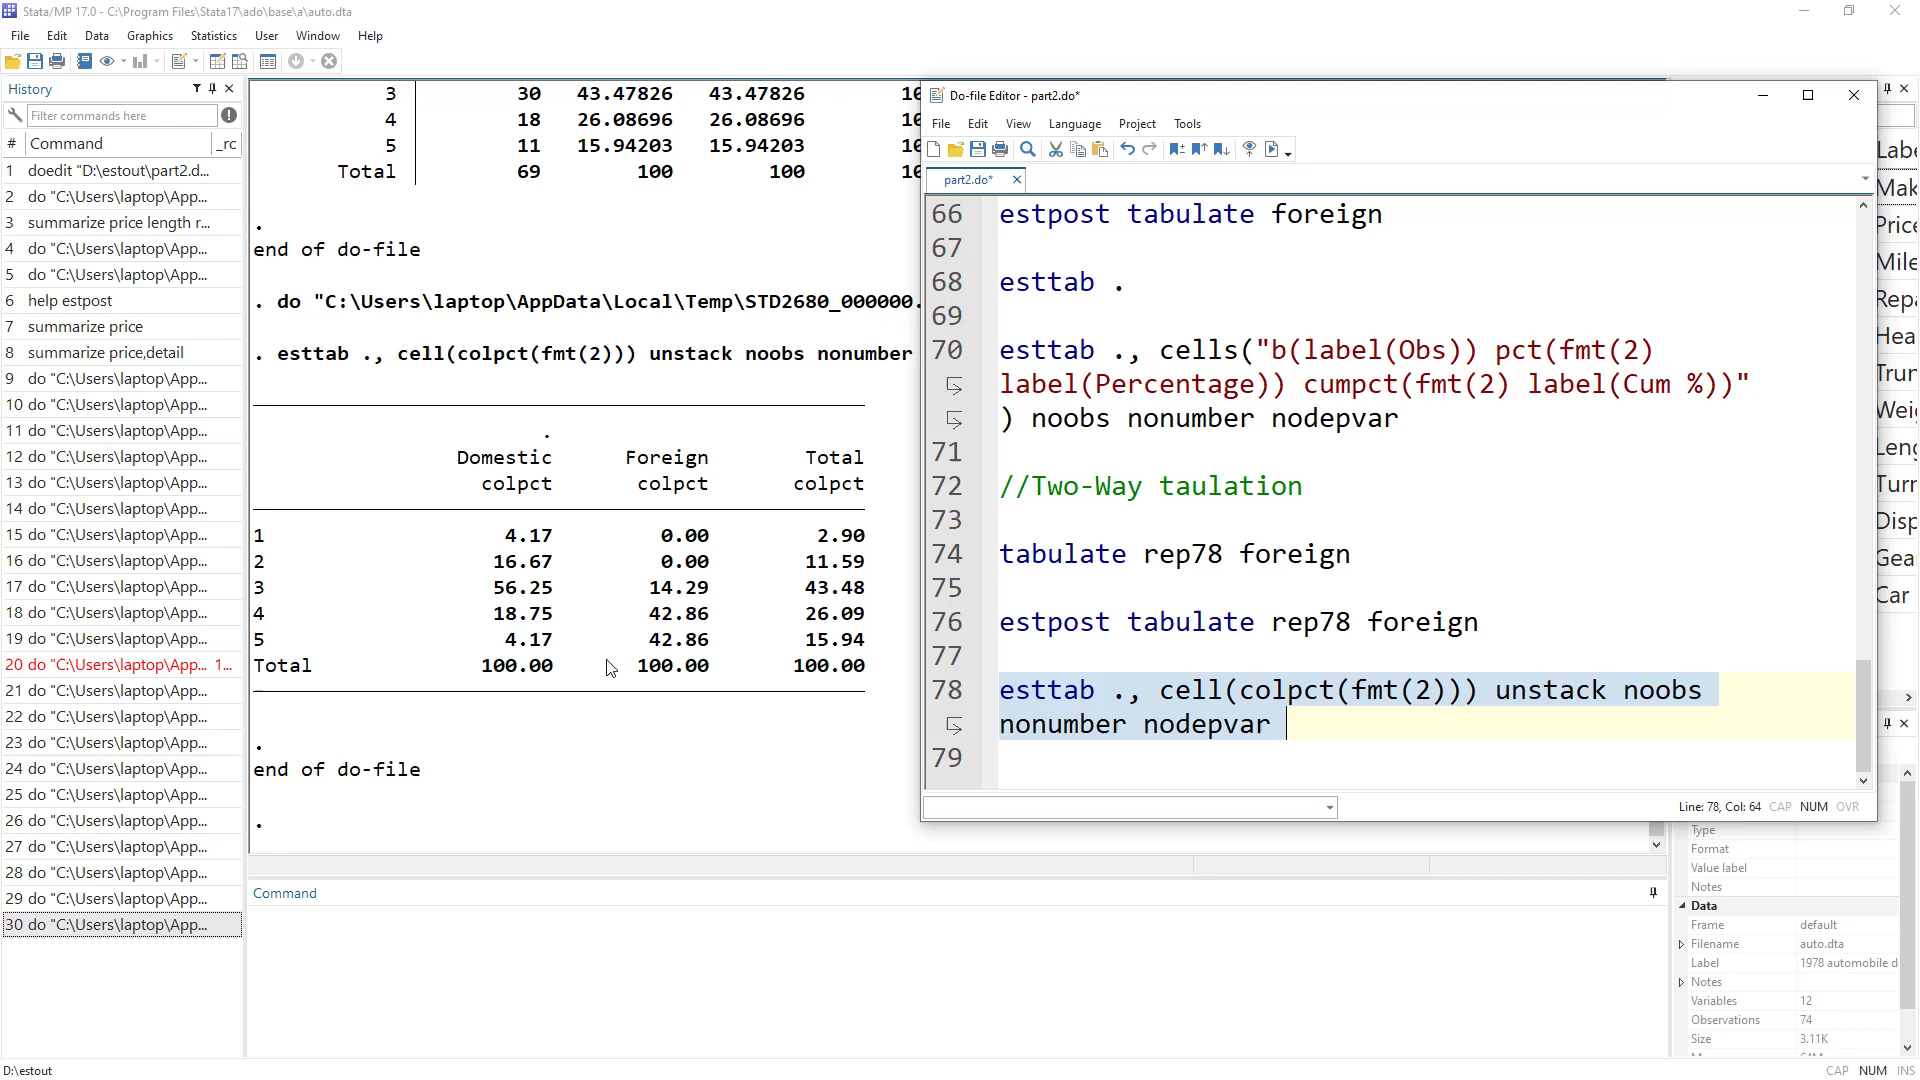 Stata/MP 17.0 - C:\Program Files\Stata17\ado\base\a\auto.dta
File Edit Data Graphics Statistics User Window Help
History
Filter commands here
# Command _rc
1 doedit "D:\estout\part2.d...
2 do "C:\Users\laptop\App...
3 summarize price length r...
4 do "C:\Users\laptop\App...
5 do "C:\Users\laptop\App...
6 help estpost
7 summarize price
8 summarize price,detail
9 do "C:\Users\laptop\App...
10 do "C:\Users\laptop\App...
11 do "C:\Users\laptop\App...
12 do "C:\Users\laptop\App...
13 do "C:\Users\laptop\App...
14 do "C:\Users\laptop\App...
15 do "C:\Users\laptop\App...
16 do "C:\Users\laptop\App...
17 do "C:\Users\laptop\App...
18 do "C:\Users\laptop\App...
19 do "C:\Users\laptop\App...
20 do "C:\Users\laptop\App... 1...
21 do "C:\Users\laptop\App...
22 do "C:\Users\laptop\App...
23 do "C:\Users\laptop\App...
24 do "C:\Users\laptop\App...
25 do "C:\Users\laptop\App...
26 do "C:\Users\laptop\App...
27 do "C:\Users\laptop\App...
28 do "C:\Users\laptop\App...
29 do "C:\Users\laptop\App...
30 do "C:\Users\laptop\App...
3 30 43.47826 43.47826 10
4 18 26.08696 26.08696 10
5 11 15.94203 15.94203 10
Total 69 100 100 10
.
end of do-file
. do "C:\Users\laptop\AppData\Local\Temp\STD2680_000000.
. esttab ., cell(colpct(fmt(2))) unstack noobs nonumber
.
Domestic Foreign Total
colpct colpct colpct
1 4.17 0.00 2.90
2 16.67 0.00 11.59
3 56.25 14.29 43.48
4 18.75 42.86 26.09
5 4.17 42.86 15.94
Total 100.00 100.00 100.00
.
end of do-file
.
Command
Do-file Editor - part2.do*
File Edit View Language Project Tools
part2.do*
66 estpost tabulate foreign
67
68 esttab .
69
70 esttab ., cells("b(label(Obs)) pct(fmt(2)
label(Percentage)) cumpct(fmt(2) label(Cum %))"
) noobs nonumber nodepvar
71
72 //Two-Way taulation
73
74 tabulate rep78 foreign
75
76 estpost tabulate rep78 foreign
77
78 esttab ., cell(colpct(fmt(2))) unstack noobs
nonumber nodepvar
79
Line: 78, Col: 64 CAP NUM OVR
Labe
Mak
Price
Mile
Repa
Hea
Trun
Wei
Leng
Turr
Disp
Gea
Car
Type
Format
Value label
Notes
Data
Frame default
Filename auto.dta
Label 1978 automobile d
Notes
Variables 12
Observations 74
Size 3.11K
D:\estout
CAP NUM INS